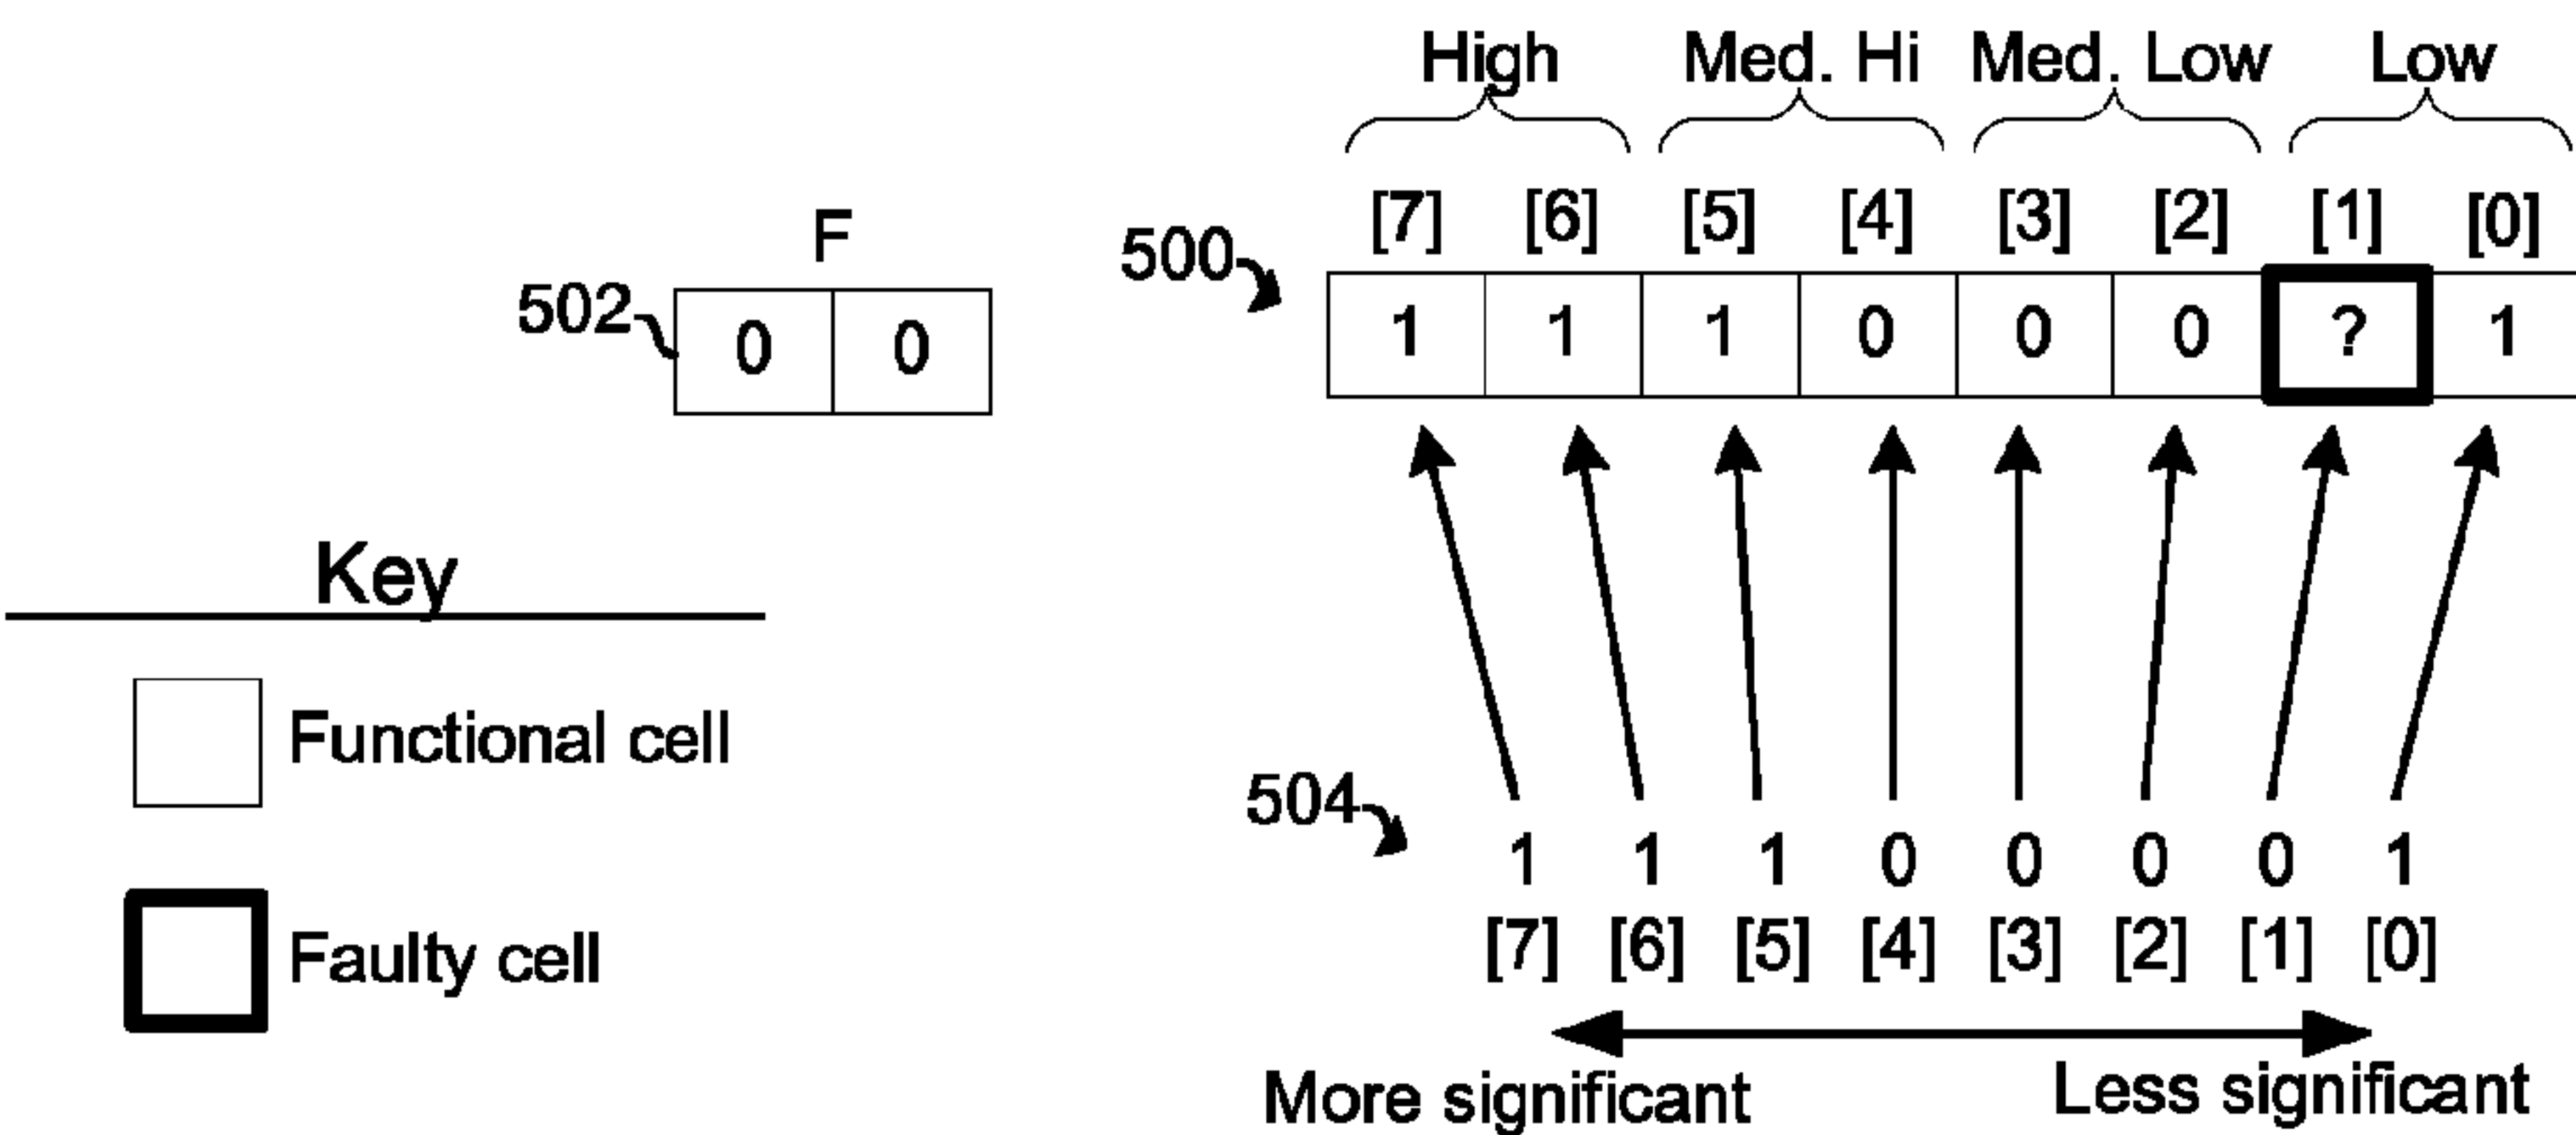 High Med. Hi Med. Low Low
[7] [6] [5] [4] [3] [2] [1] [0]
500
1 1 1 0 0 0 ? 1
F
502
0 0
Key
Functional cell
Faulty cell
504
1 1 1 0 0 0 0 1
[7] [6] [5] [4] [3] [2] [1] [0]
More significant Less significant